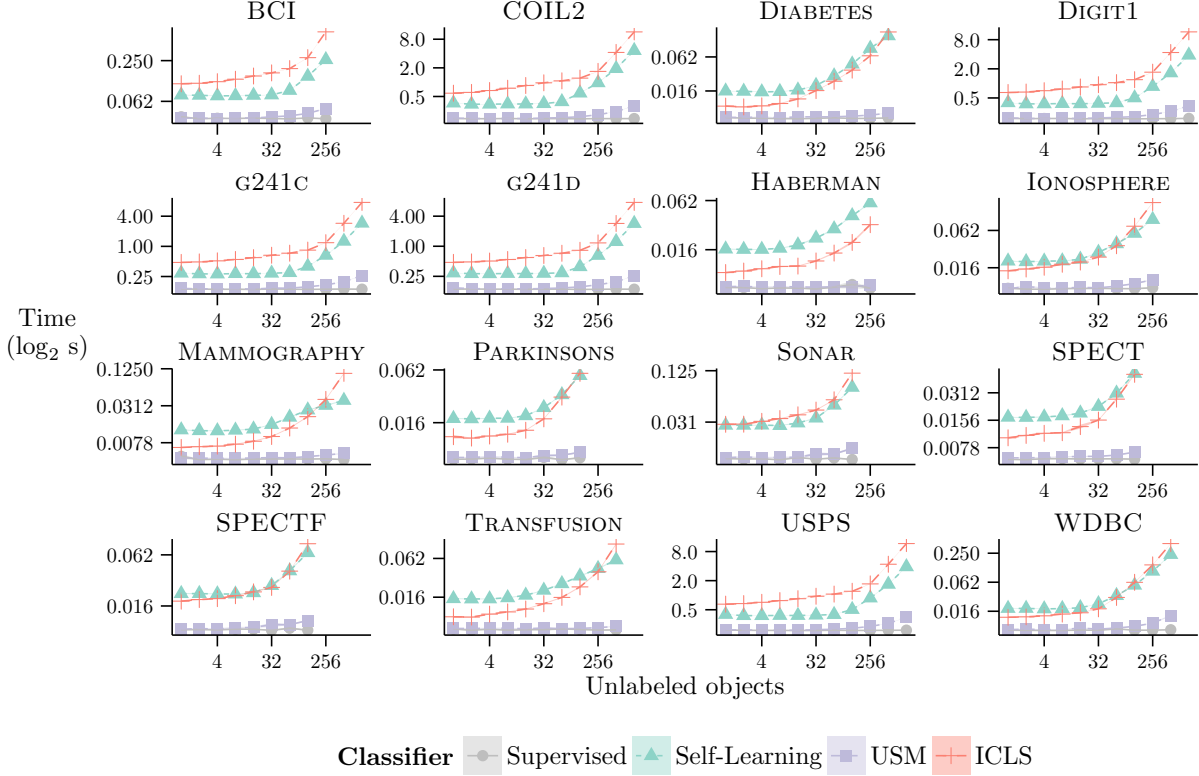 BCI COIL2 DIABETES DIGIT1
0.250
0.062
4 32 256
8.0
2.0
0.5
4 32 256
0.062
0.016
4 32 256
8.0
2.0
0.5
4 32 256
G241C G241D HABERMAN IONOSPHERE
4.00
1.00
0.25
4 32 256
4.00
1.00
0.25
4 32 256
0.062
0.016
4 32 256
0.062
0.016
4 32 256
Time
(log₂ s)
MAMMOGRAPHY PARKINSONS SONAR SPECT
0.1250
0.0312
0.0078
4 32 256
0.062
0.016
4 32 256
0.125
0.031
4 32 256
0.0312
0.0156
0.0078
4 32 256
SPECTF TRANSFUSION USPS WDBC
0.062
0.016
4 32 256
0.062
0.016
4 32 256
8.0
2.0
0.5
4 32 256
0.250
0.062
0.016
4 32 256
Unlabeled objects
Classifier Supervised Self-Learning USM ICLS